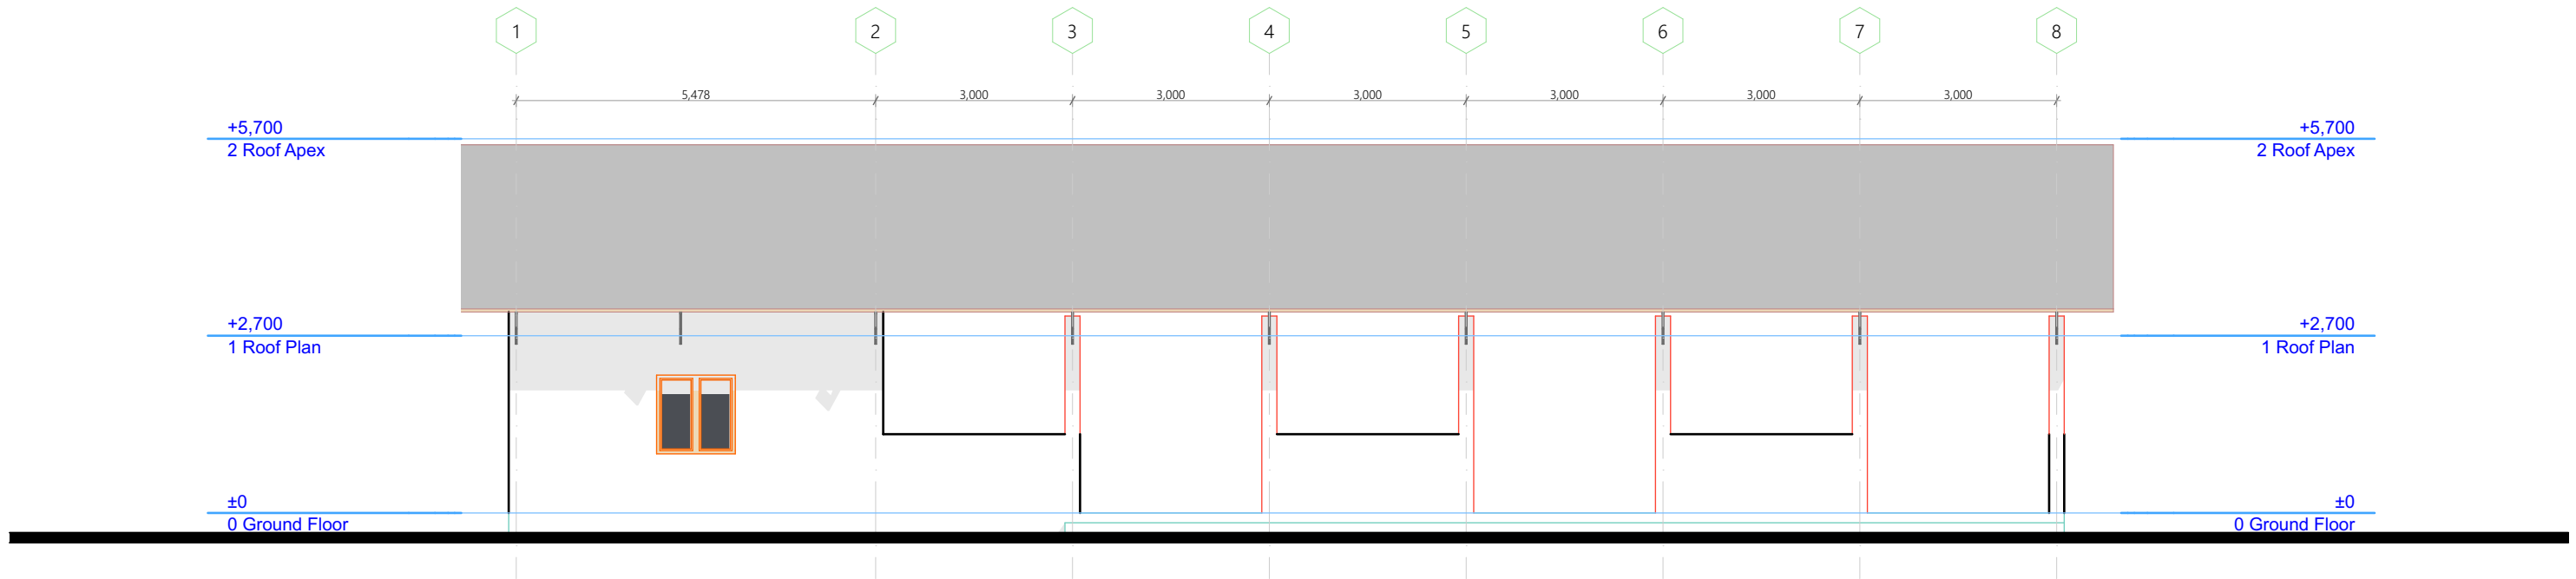 1 2 3 4 5 6 7 8
5,478 3,000 3,000 3,000 3,000 3,000 3,000
+5,700 +5,700
2 Roof Apex 2 Roof Apex
+2,700 +2,700
1 Roof Plan 1 Roof Plan
±0 ±0
0 Ground Floor 0 Ground Floor